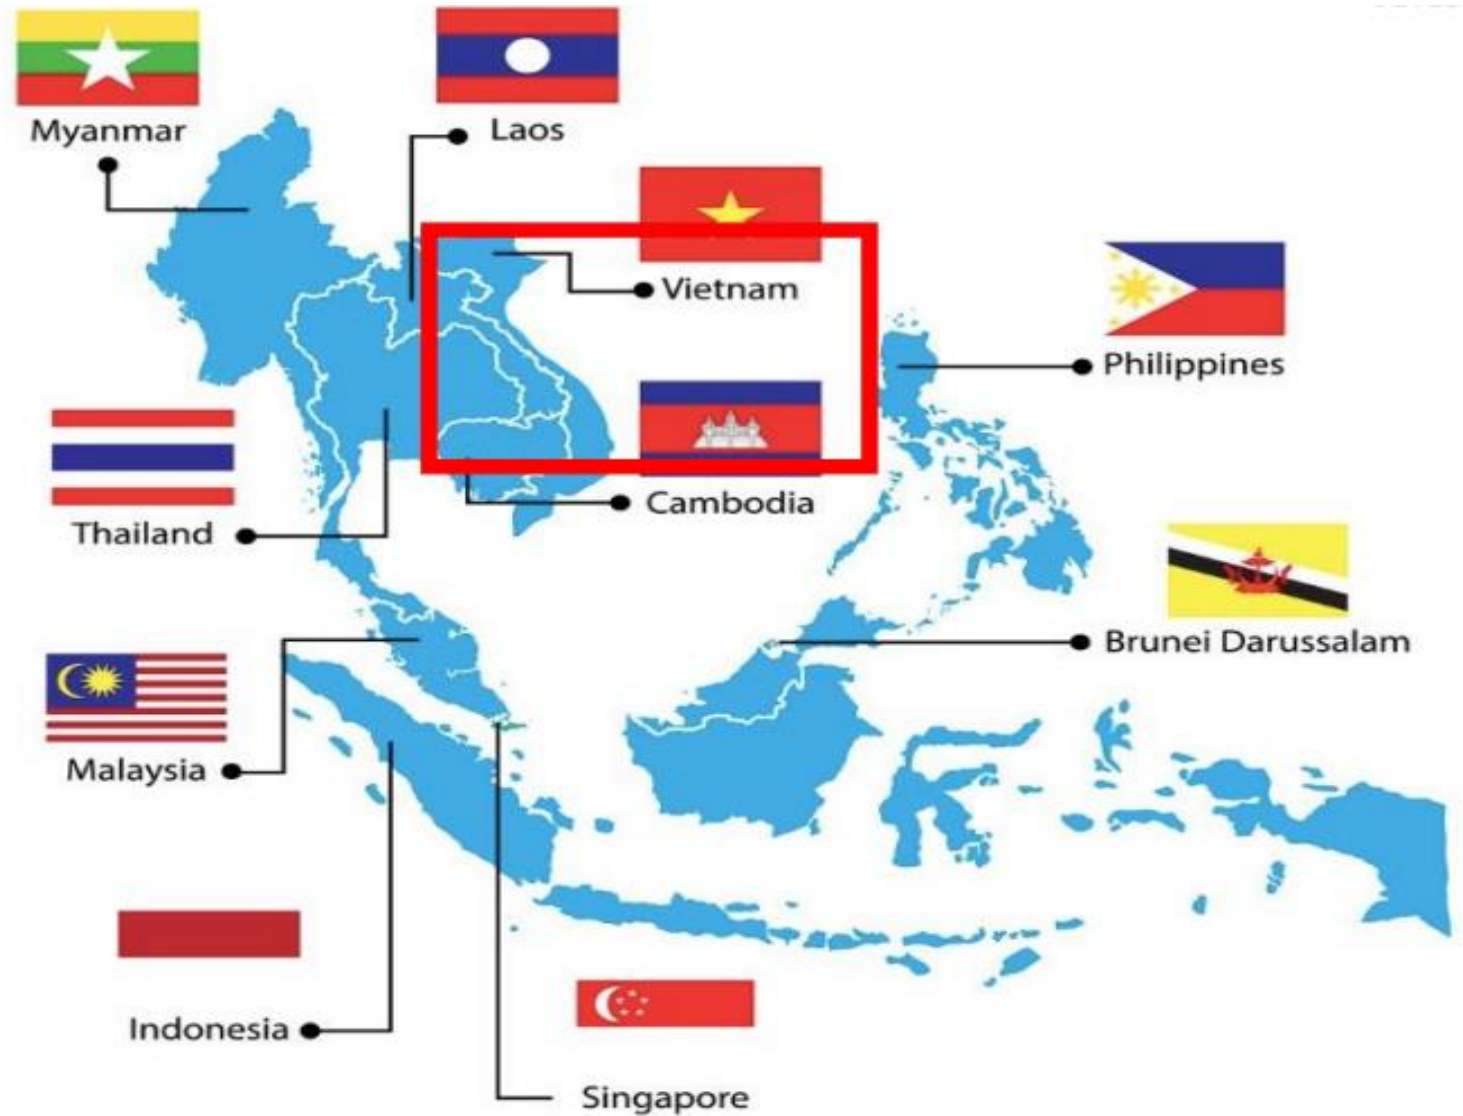 Myanmar
Laos
Vietnam
Philippines
Thailand
Cambodia
Brunei Darussalam
Malaysia
Indonesia
Singapore